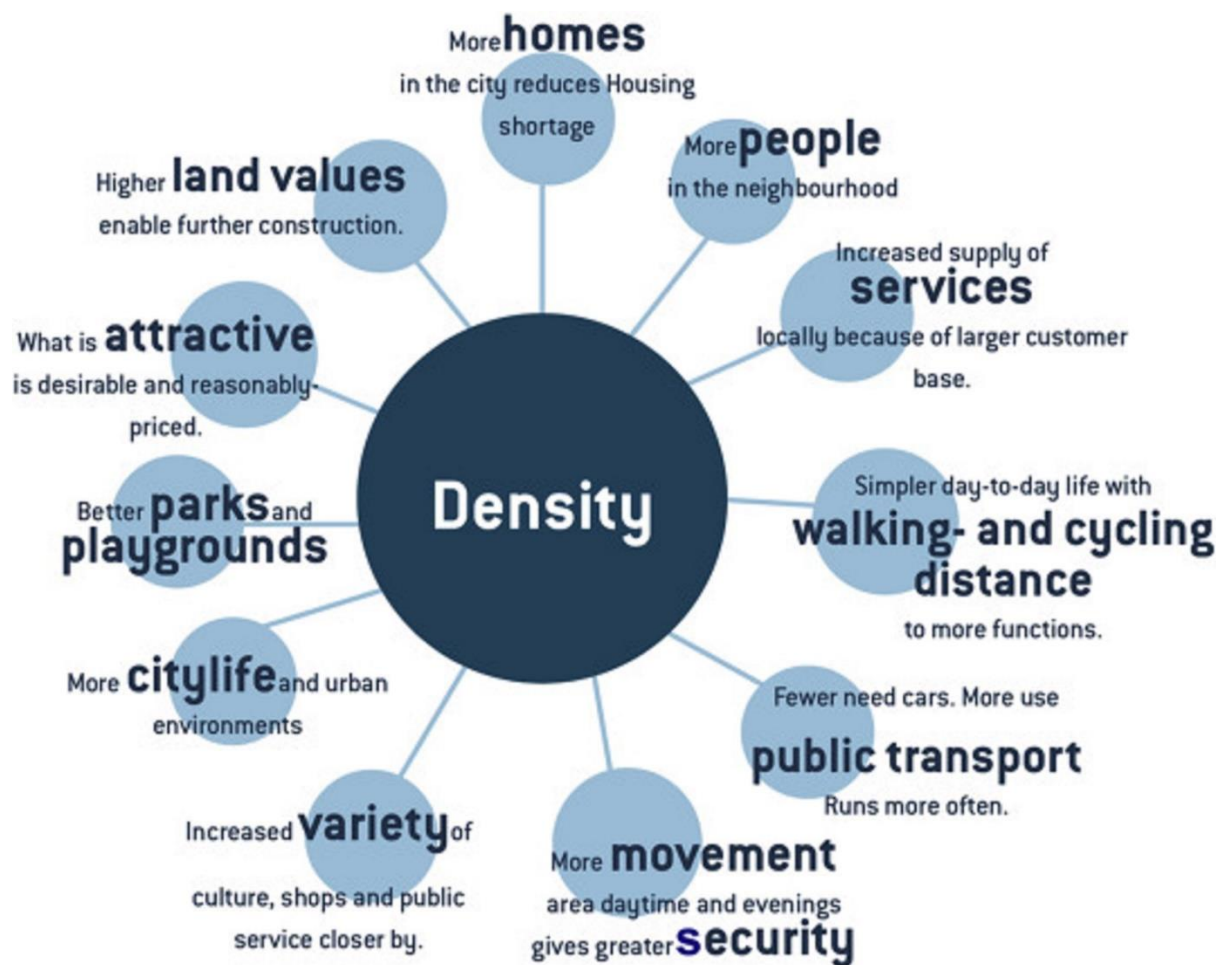 More homes
in the city reduces Housing
shortage
More people
in the neighbourhood
Increased supply of
services
locally because of larger customer
base.
Simpler day-to-day life with
walking- and cycling
distance
to more functions.
Fewer need cars. More use
public transport
Runs more often.
More movement
area daytime and evenings
gives greater security
Increased variety of
culture, shops and public
service closer by.
More citylife and urban
environments
Better parks and
playgrounds
What is attractive
is desirable and reasonably-
priced.
Higher land values
enable further construction.
Density